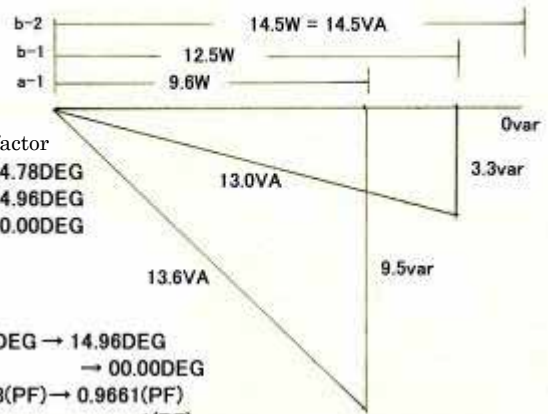 b-2 14.5W = 14.5VA
b-1 12.5W
a-1 9.6W
0var
factor
4.78DEG
13.0VA
3.3var
4.96DEG
0.00DEG
13.6VA
9.5var
DEG → 14.96DEG
→ 00.00DEG
(PF) → 0.9661(PF)